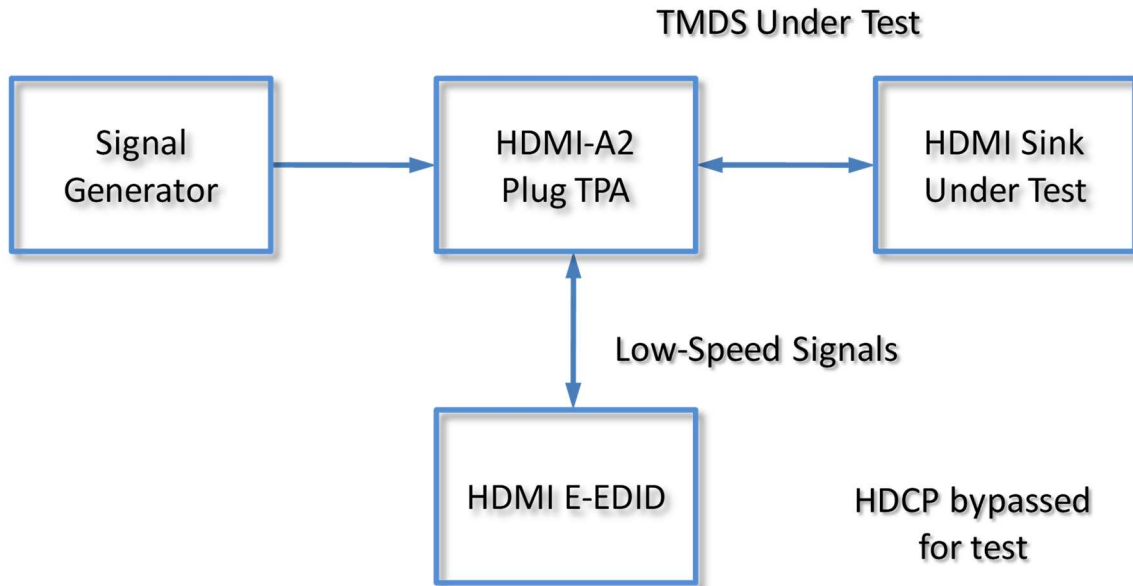 TMDS Under Test
Signal
Generator
HDMI-A2
Plug TPA
HDMI Sink
Under Test
Low-Speed Signals
HDMI E-EDID
HDCP bypassed
for test